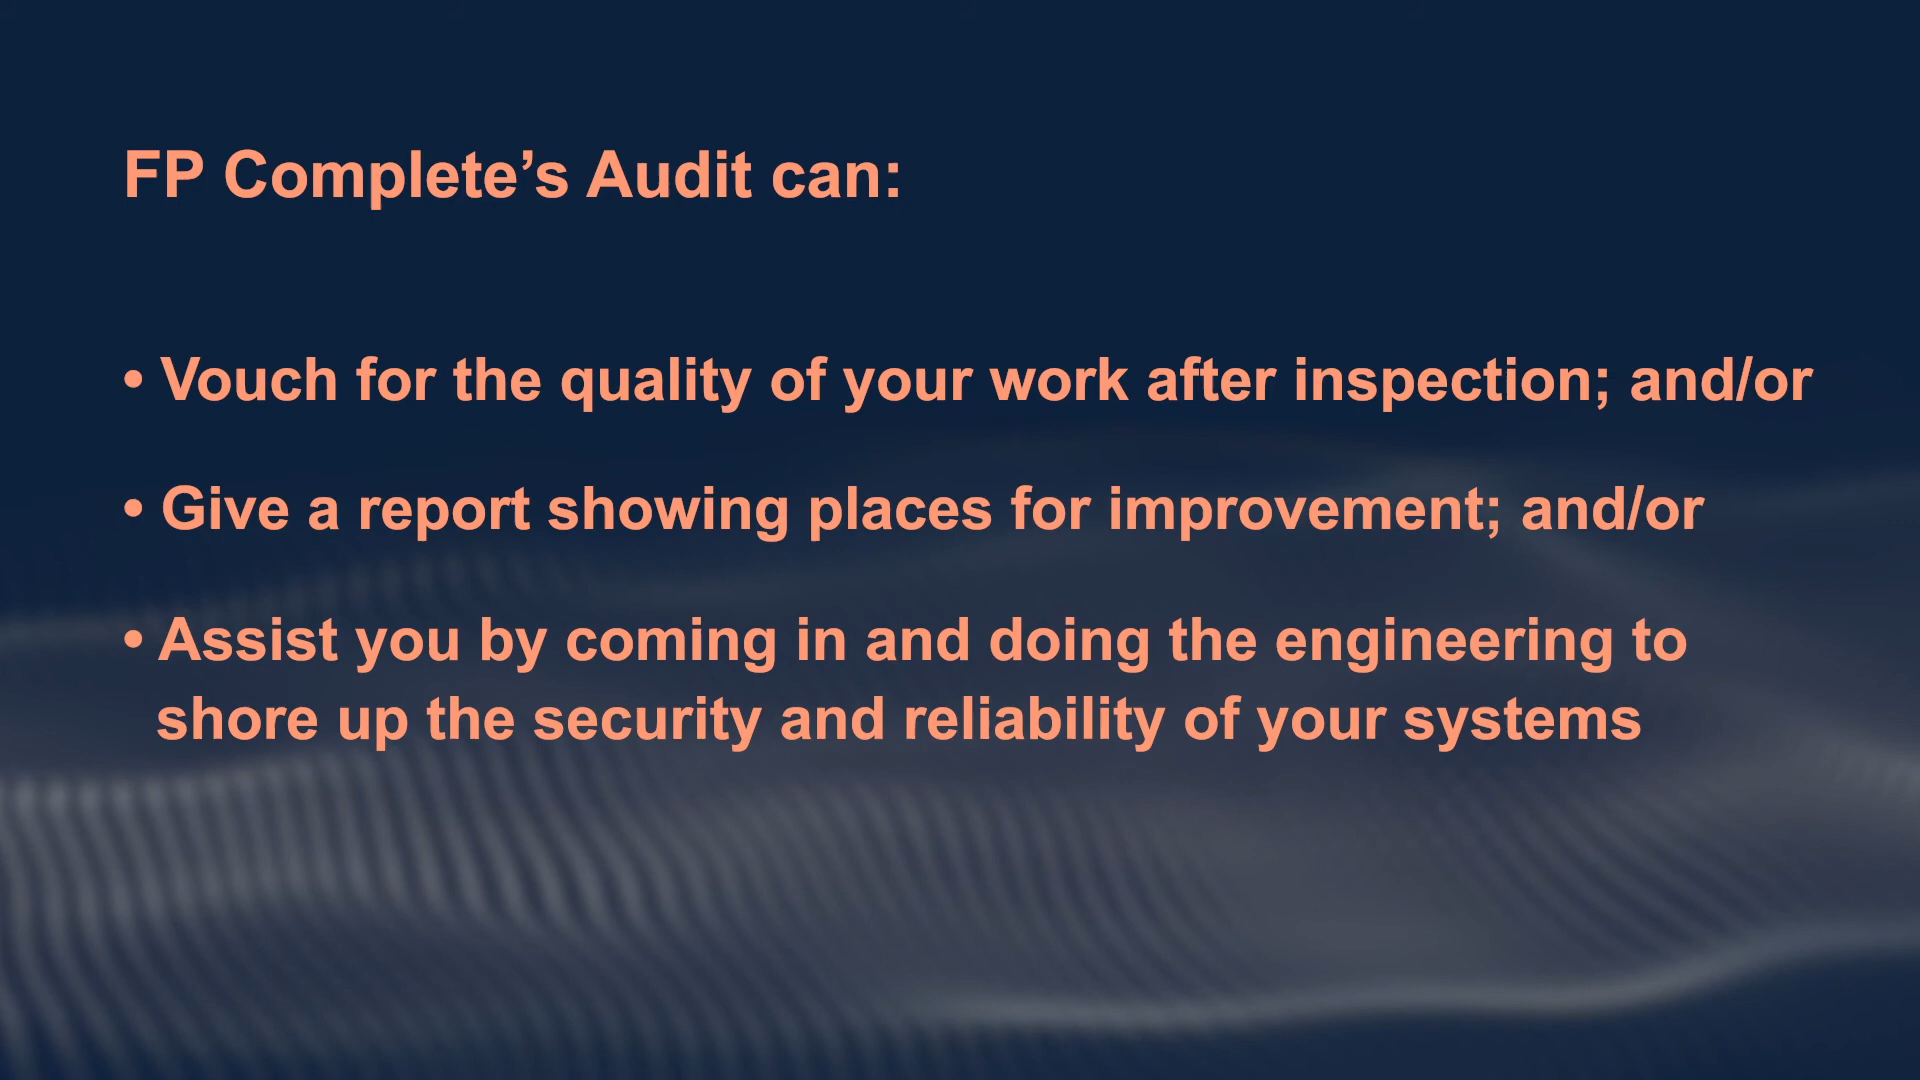 FP Complete’s Audit can:
• Vouch for the quality of your work after inspection; and/or
• Give a report showing places for improvement; and/or
• Assist you by coming in and doing the engineering to
shore up the security and reliability of your systems